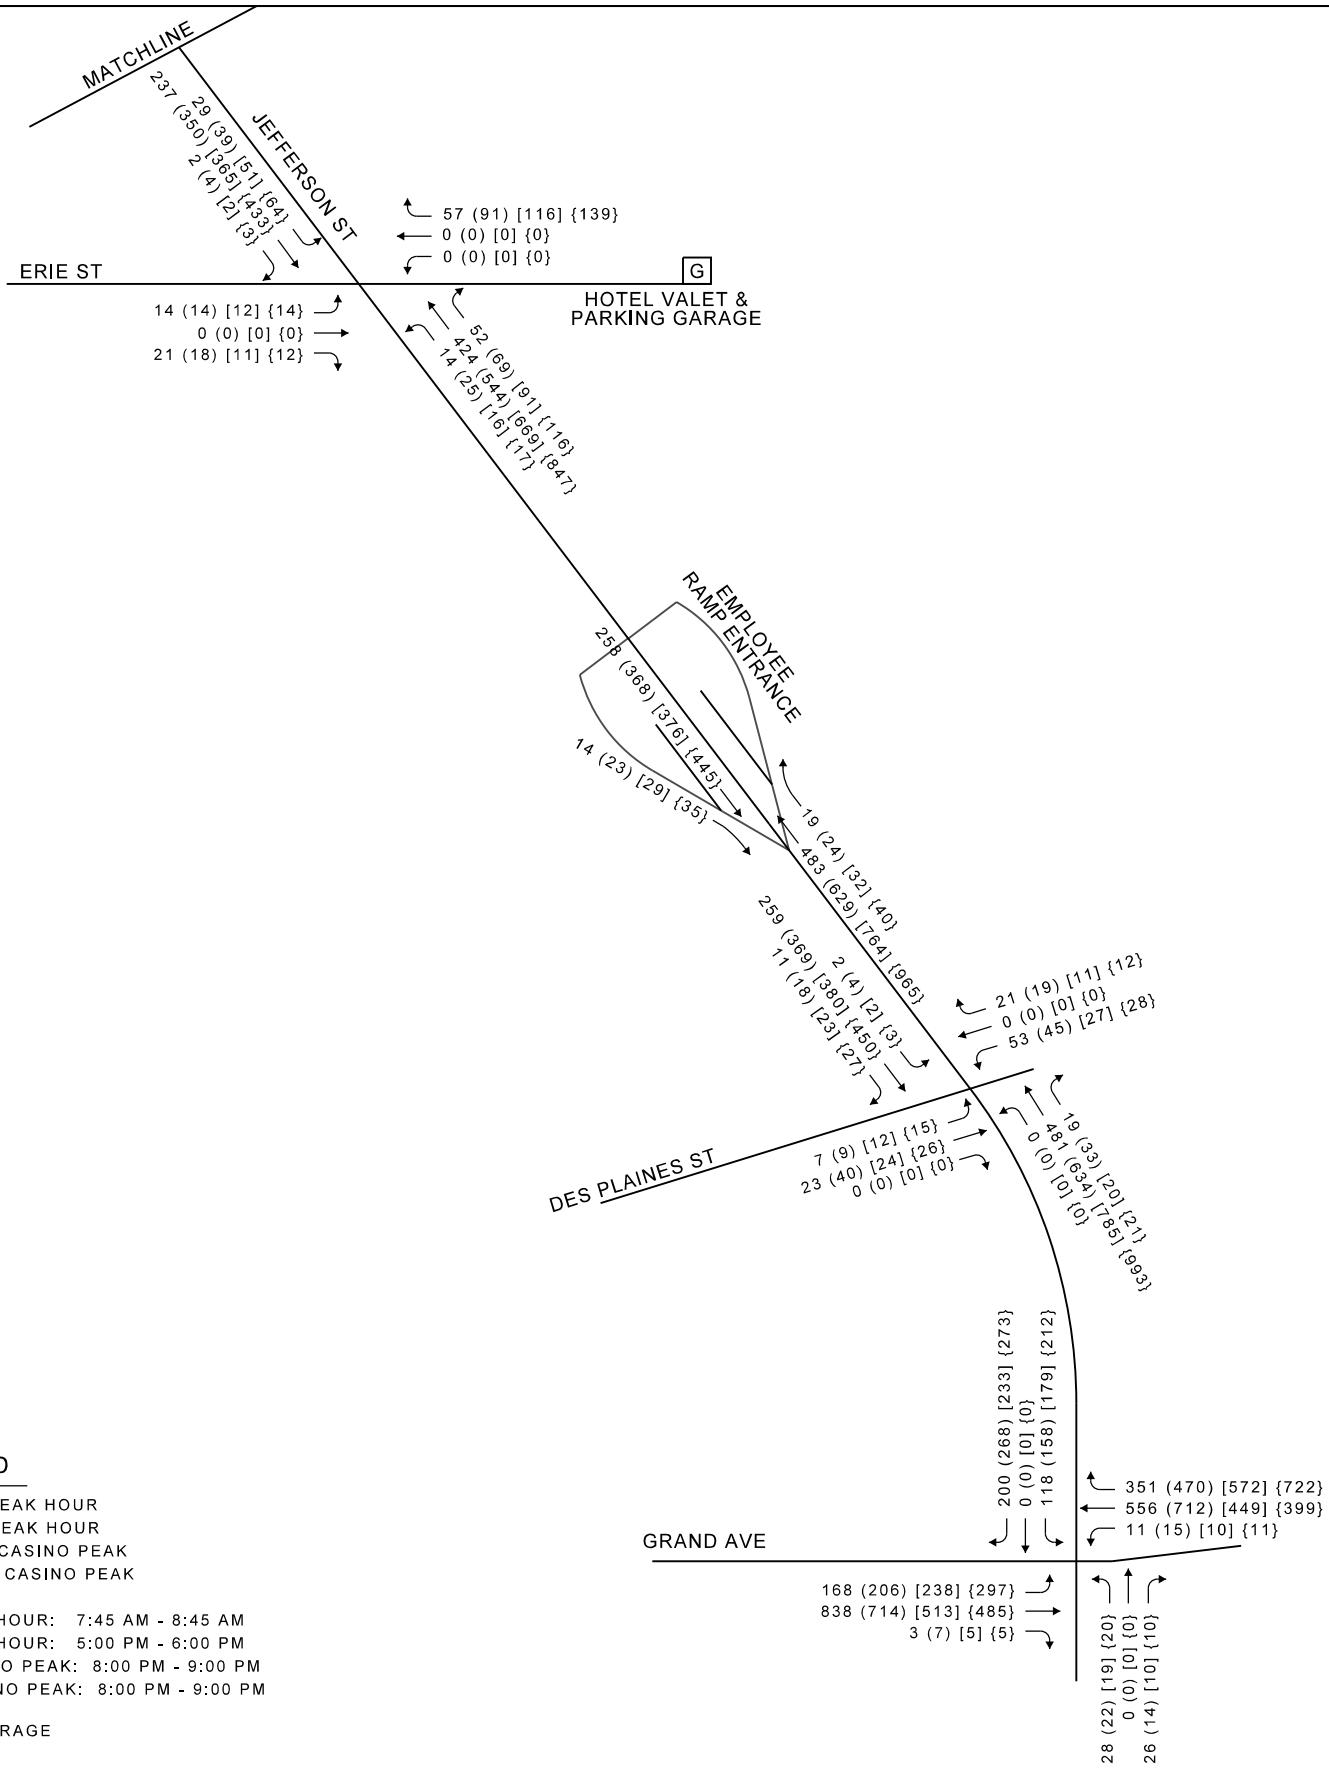 MATCHLINE
29 (39) [51] {64}
237 (350) [365] {433}
2 (4) [2] {3}
JEFFERSON ST
57 (91) [116] {139}
0 (0) [0] {0}
0 (0) [0] {0}
ERIE ST
G
HOTEL VALET &
PARKING GARAGE
14 (14) [12] {14}
0 (0) [0] {0}
21 (18) [11] {12}
52 (69) [91] {116}
424 (544) [669] {847}
14 (25) [16] {17}
EMPLOYEE
RAMP ENTRANCE
258 (368) [376] {445}
14 (23) [29] {35}
19 (24) [32] {40}
483 (629) [764] {965}
2 (4) [2] {3}
259 (369) [380] {450}
11 (18) [23] {27}
21 (19) [11] {12}
0 (0) [0] {0}
53 (45) [27] {28}
DES PLAINES ST
7 (9) [12] {15}
23 (40) [24] {26}
0 (0) [0] {0}
19 (33) [20] {21}
481 (634) [785] {993}
0 (0) [0] {0}
200 (268) [233] {273}
0 (0) [0] {0}
118 (158) [179] {212}
351 (470) [572] {722}
556 (712) [449] {399}
11 (15) [10] {11}
GRAND AVE
168 (206) [238] {297}
838 (714) [513] {485}
3 (7) [5] {5}
28 (22) [19] {20}
0 (0) [0] {0}
26 (14) [10] {10}
D
EAK HOUR
EAK HOUR
CASINO PEAK
CASINO PEAK
HOUR: 7:45 AM - 8:45 AM
HOUR: 5:00 PM - 6:00 PM
O PEAK: 8:00 PM - 9:00 PM
NO PEAK: 8:00 PM - 9:00 PM
RAGE